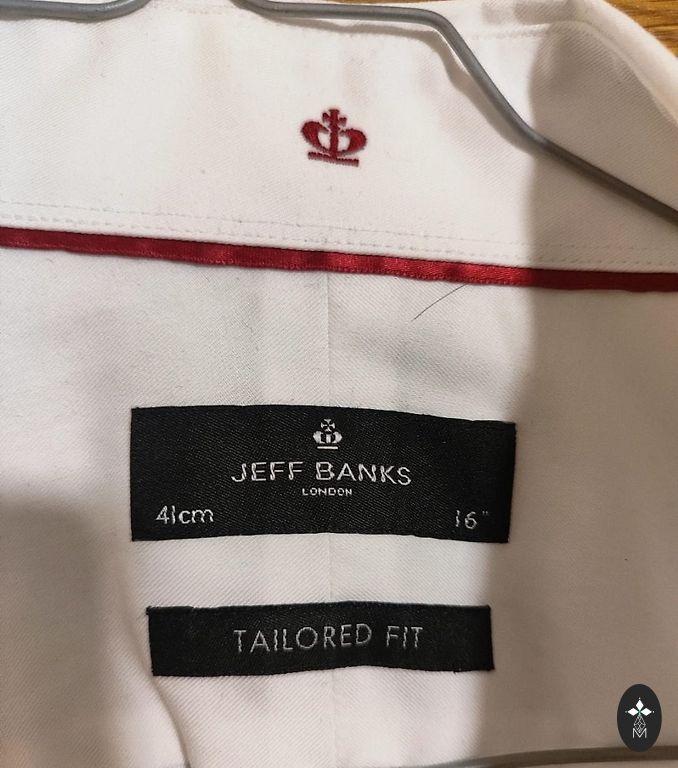 JEFF BANKS
LONDON
41cm 16"
TAILORED FIT
M